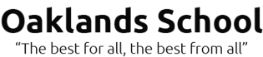 Oaklands School
“The best for all, the best from all”